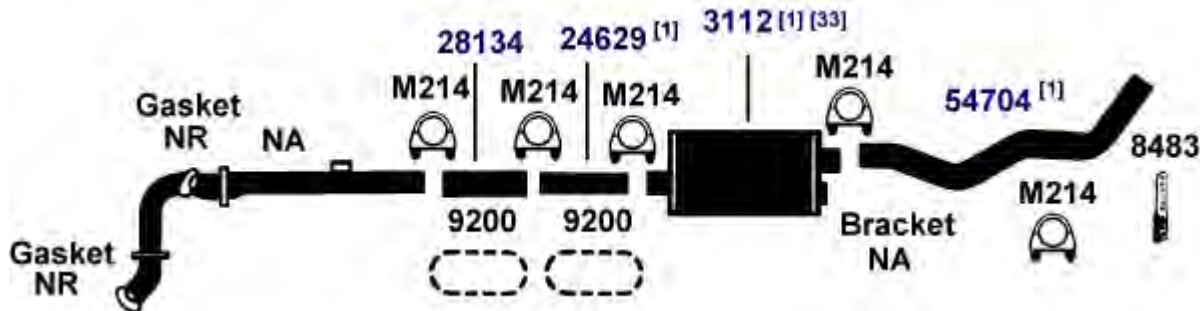 28134
24629 [1]
3112 [1] [33]
M214
M214
M214
M214
54704 [1]
Gasket
NR
NA
8483
9200
9200
Bracket
NA
M214
Gasket
NR